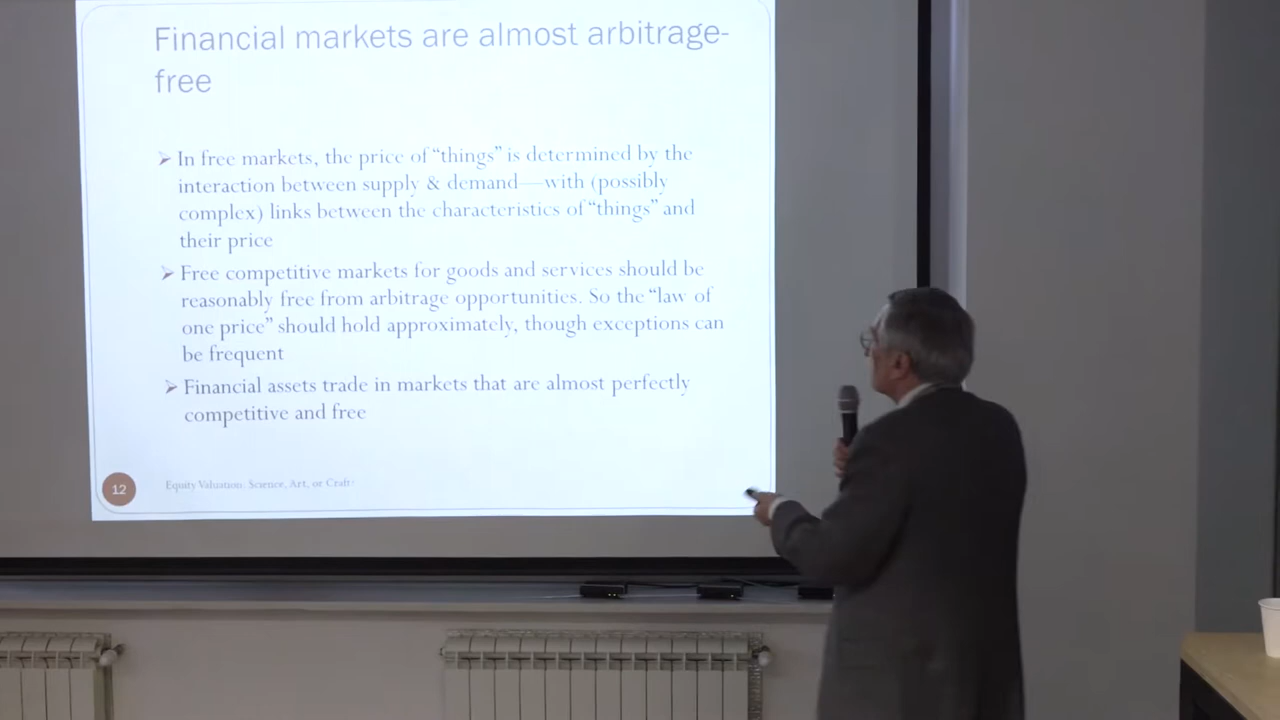 Financial markets are almost arbitrage-
free
➢ In free markets, the price of “things” is determined by the
interaction between supply & demand—with (possibly
complex) links between the characteristics of “things” and
their price
➢ Free competitive markets for goods and services should be
reasonably free from arbitrage opportunities. So the “law of
one price” should hold approximately, though exceptions can
be frequent
➢ Financial assets trade in markets that are almost perfectly
competitive and free
12
Equity Valuation: Science, Art, or Craft?